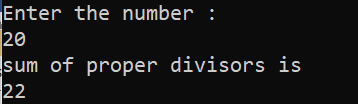 Enter the number :
20
sum of proper divisors is
22